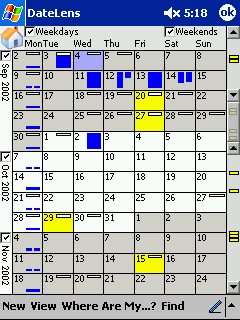 DateLens 5:18 ok
Weekdays Weekends
Mon Tue Wed Thu Fri Sat Sun
Sep 2002
2 3 4 5 6 7 8
9 10 11 12 13 14 15
16 17 18 19 20 21 22
23 24 25 26 27 28 29
30 1 2 3 4 5 6
Oct 2002
7 8 9 10 11 12 13
14 15 16 17 18 19 20
21 22 23 24 25 26 27
28 29 30 31 1 2 3
Nov 2002
4 5 6 7 8 9 10
11 12 13 14 15 16 17
18 19 20 21 22 23 24
New View Where Are My...? Find